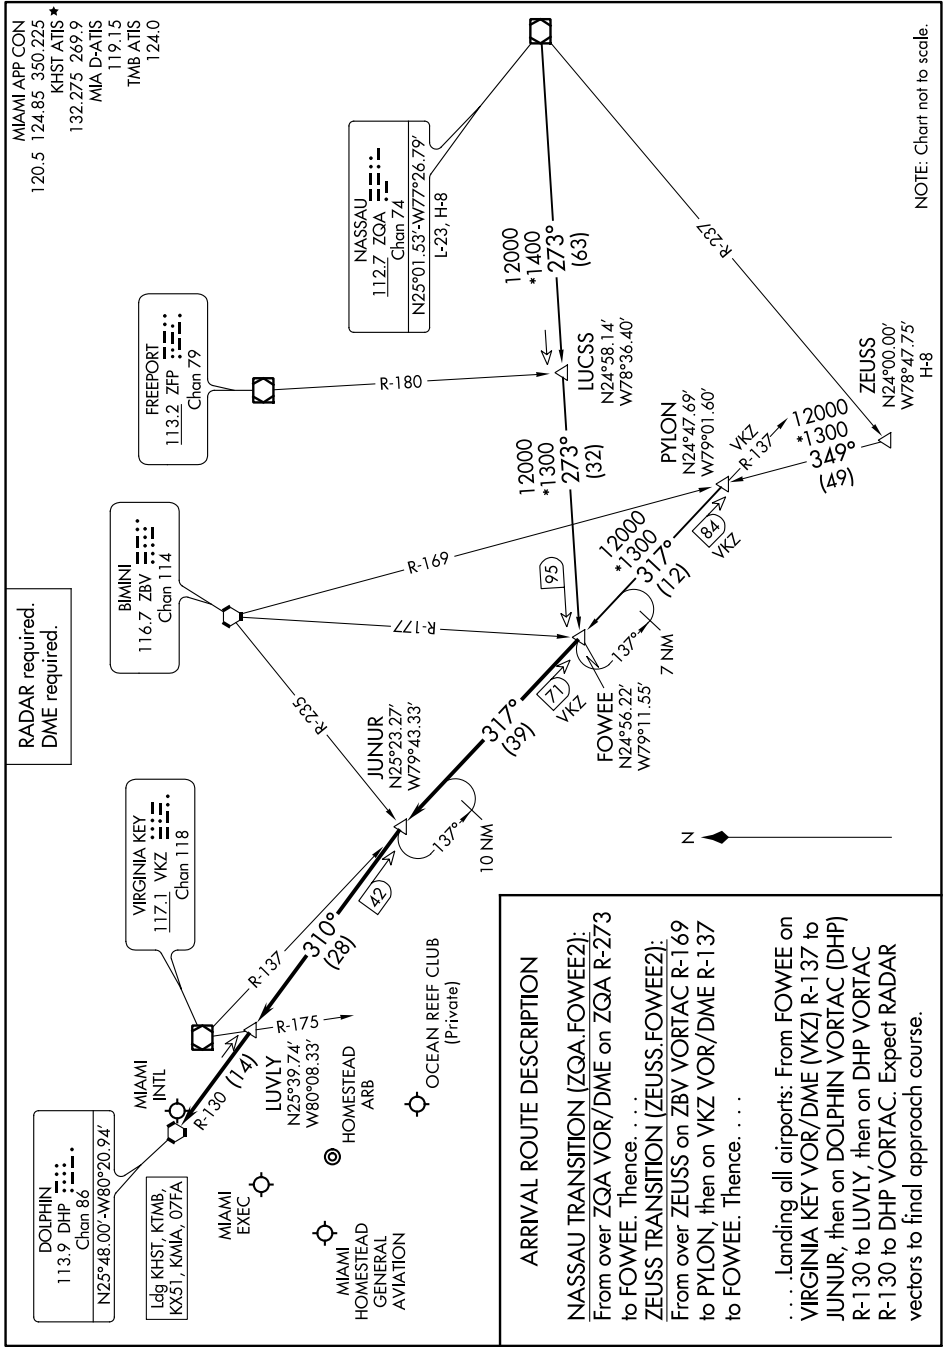 MIAMI APP CON
120.5 124.85 350.225
KHST ATIS★
132.275 269.9
MIA D-ATIS
119.15
TMB ATIS
124.0
RADAR required.
DME required.
NOTE: Chart not to scale.
DOLPHIN
113.9 DHP
Chan 86
N25°48.00'-W80°20.94'
Ldg KHST, KTMB,
KX51, KMIA, 07FA
VIRGINIA KEY
117.1 VKZ
Chan 118
BIMINI
116.7 ZBV
Chan 114
FREEPORT
113.2 ZFP
Chan 79
NASSAU
112.7 ZQA
Chan 74
N25°01.53'-W77°26.79'
L-23, H-8
MIAMI
INTL
R-130
(14)
LUVLY
N25°39.74'
W80°08.33'
R-175
R-137
310°
(28)
42
JUNUR
N25°23.27'
W79°43.33'
R-235
137°
10 NM
317°
(39)
71
VKZ
FOWEE
N24°56.22'
W79°11.55'
R-177
R-169
95
137°
7 NM
12000
*1300
273°
(32)
R-180
LUCSS
N24°58.14'
W78°36.40'
12000
*1400
273°
(63)
R-237
12000
*1300
317°
(12)
84
VKZ
PYLON
N24°47.69'
W79°01.60'
VKZ
R-137
12000
*1300
349°
(49)
ZEUSS
N24°00.00'
W78°47.75'
H-8
MIAMI
EXEC
HOMESTEAD
ARB
MIAMI
HOMESTEAD
GENERAL
AVIATION
OCEAN REEF CLUB
(Private)
N
ARRIVAL ROUTE DESCRIPTION
NASSAU TRANSITION (ZQA.FOWEE2):
From over ZQA VOR/DME on ZQA R-273
to FOWEE. Thence. . . .
ZEUSS TRANSITION (ZEUSS.FOWEE2):
From over ZEUSS on ZBV VORTAC R-169
to PYLON, then on VKZ VOR/DME R-137
to FOWEE. Thence. . . .
. . . .Landing all airports: From FOWEE on
VIRGINIA KEY VOR/DME (VKZ) R-137 to
JUNUR, then on DOLPHIN VORTAC (DHP)
R-130 to LUVLY, then on DHP VORTAC
R-130 to DHP VORTAC. Expect RADAR
vectors to final approach course.